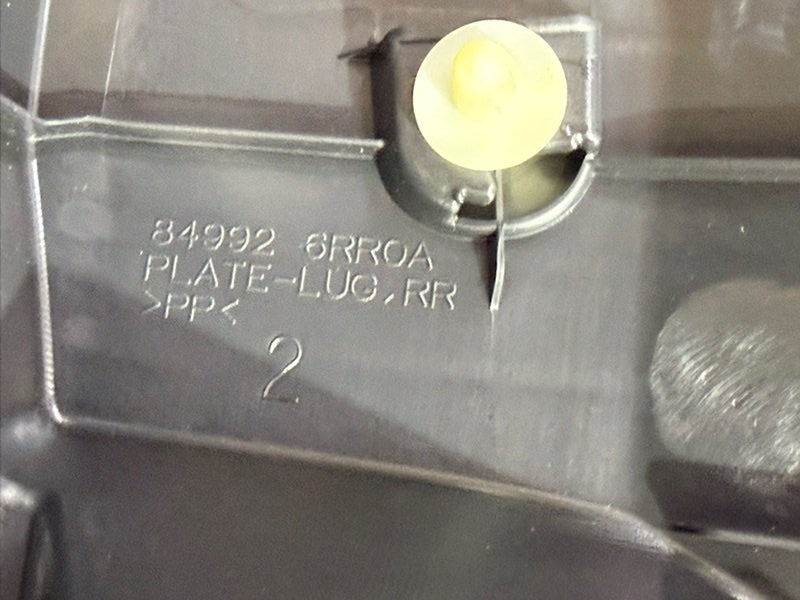 84992 6RR0A
PLATE-LUG,RR
>PP<
2